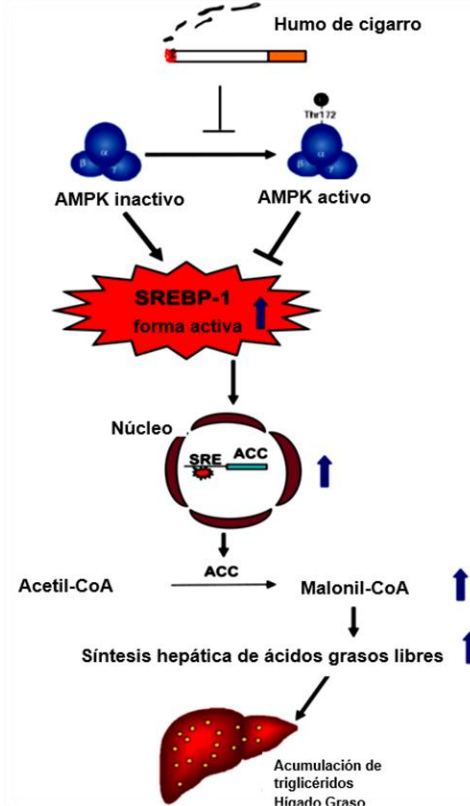 Humo de cigarro
Thr172
α
β
γ
α
β
γ
AMPK inactivo
AMPK activo
SREBP-1
forma activa
Núcleo
SRE
ACC
ACC
Acetil-CoA
Malonil-CoA
Síntesis hepática de ácidos grasos libres
Acumulación de
triglicéridos
Hígado Graso